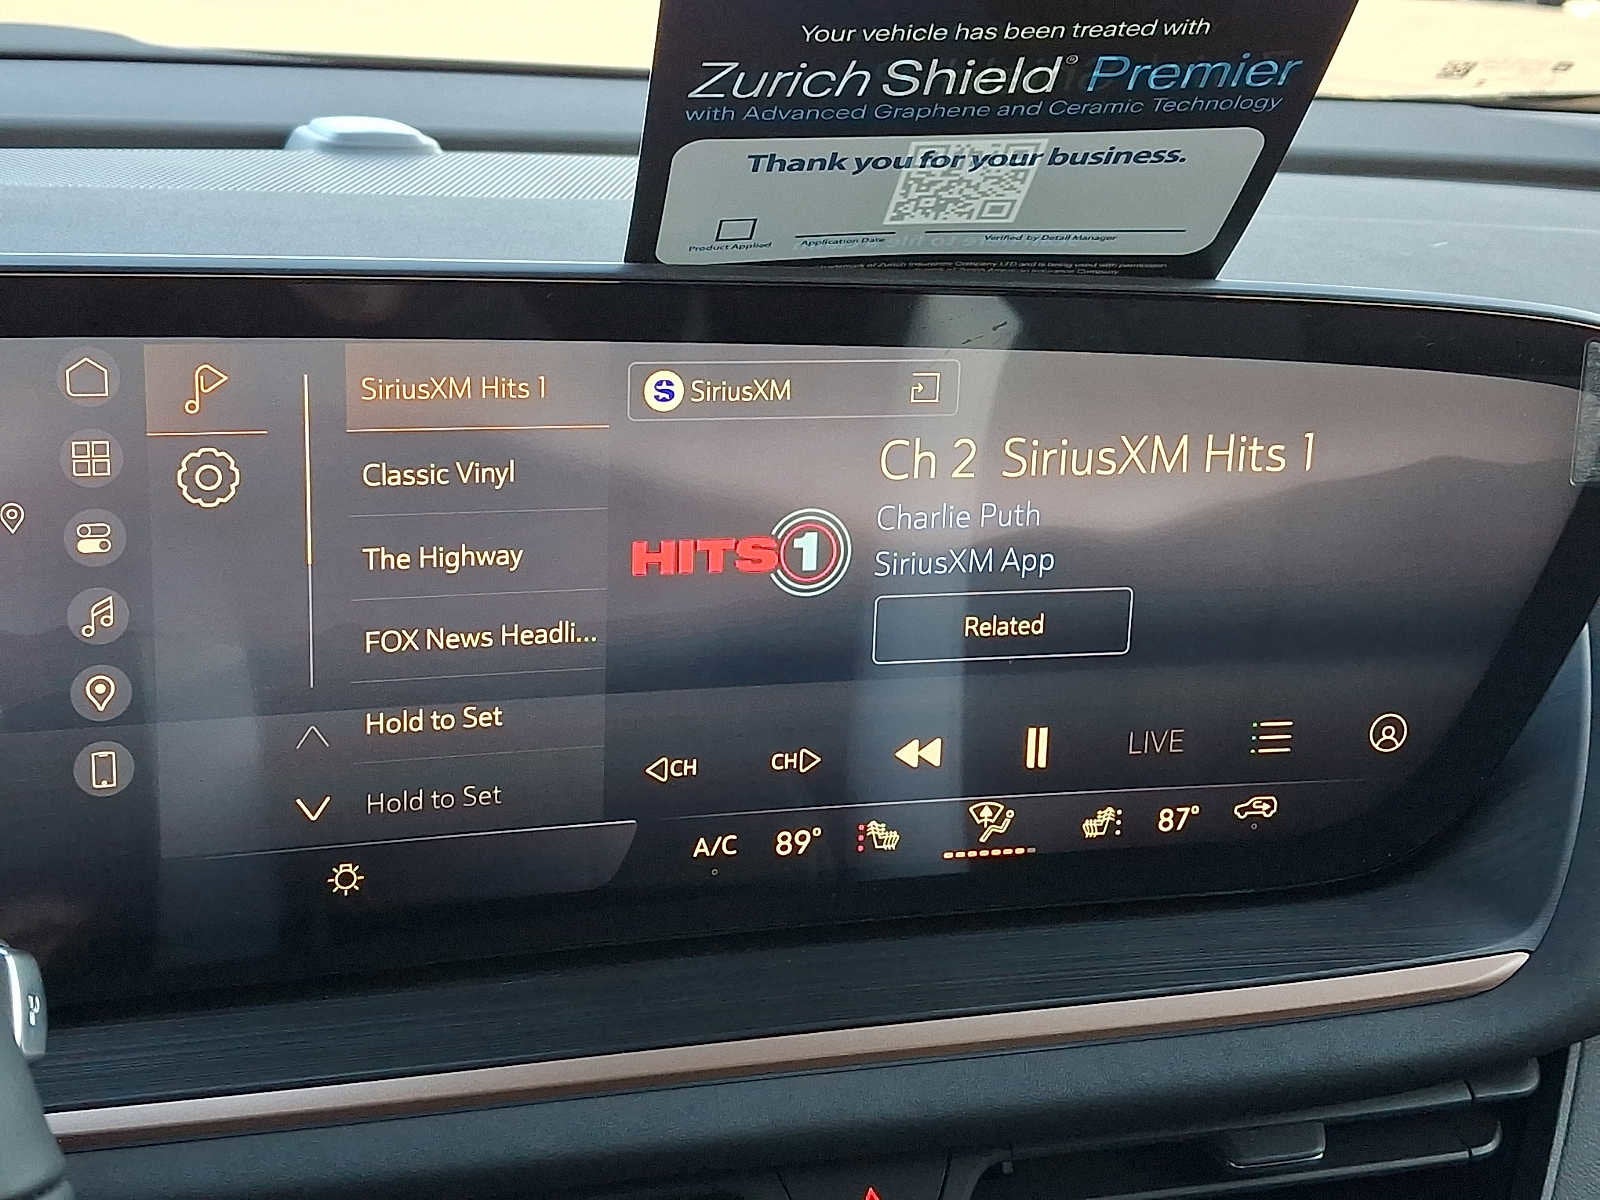 Your vehicle has been treated with
Zurich Shield® Premier
with Advanced Graphene and Ceramic Technology
Thank you for your business.
Product Applied
Application Date
Verified by Detail Manager
SiriusXM Hits 1
Classic Vinyl
The Highway
FOX News Headli...
Hold to Set
Hold to Set
SiriusXM
Ch 2 SiriusXM Hits 1
HITS 1
Charlie Puth
SiriusXM App
Related
CH
CH
LIVE
A/C
89°
87°